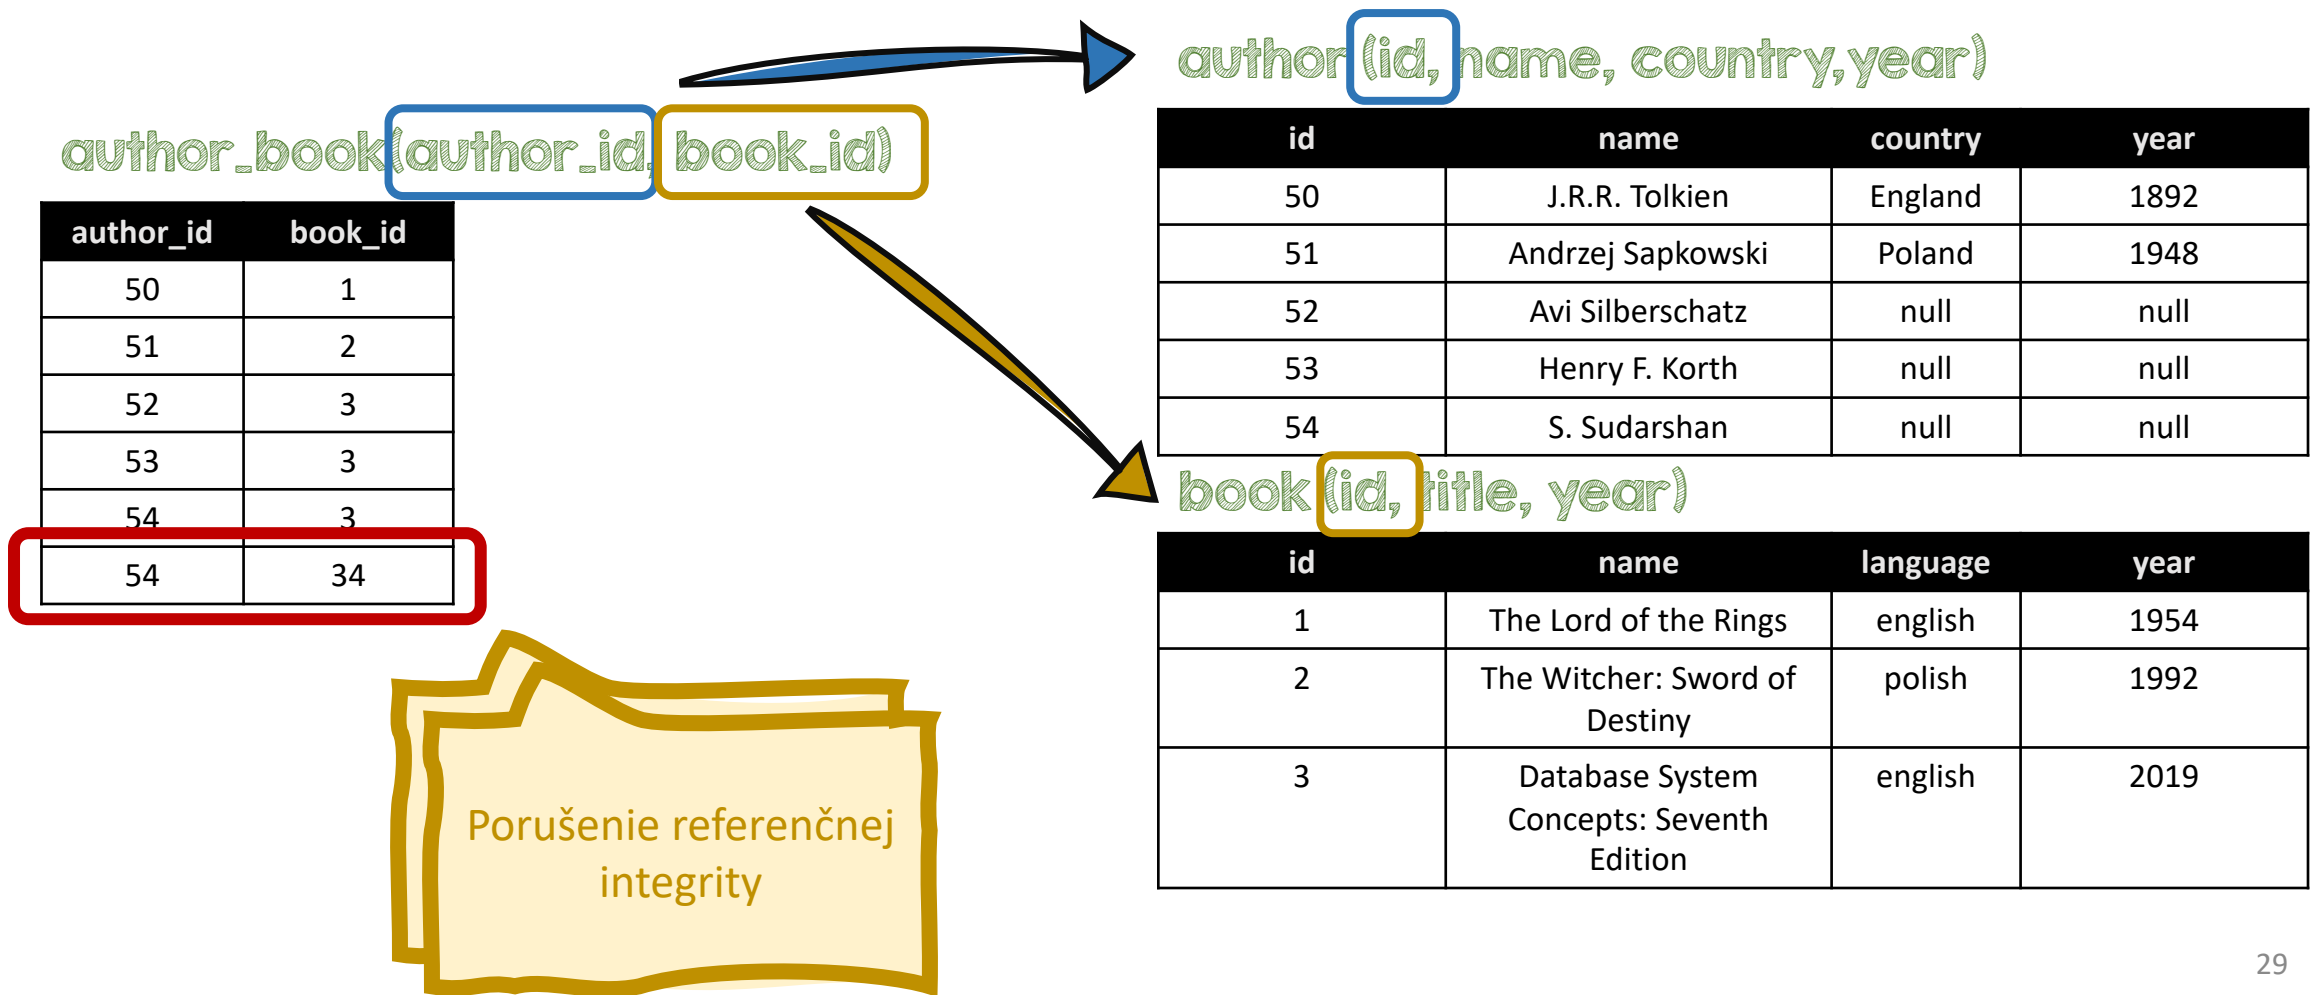 author_book(author_id, book_id)
author_id book_id
50 1
51 2
52 3
53 3
54 3
54 34
Porušenie referenčnej
integrity
author (id, name, country,year)
id name country year
50 J.R.R. Tolkien England 1892
51 Andrzej Sapkowski Poland 1948
52 Avi Silberschatz null null
53 Henry F. Korth null null
54 S. Sudarshan null null
book (id, title, year)
id name language year
1 The Lord of the Rings english 1954
2 The Witcher: Sword of polish 1992
Destiny
3 Database System english 2019
Concepts: Seventh
Edition
29